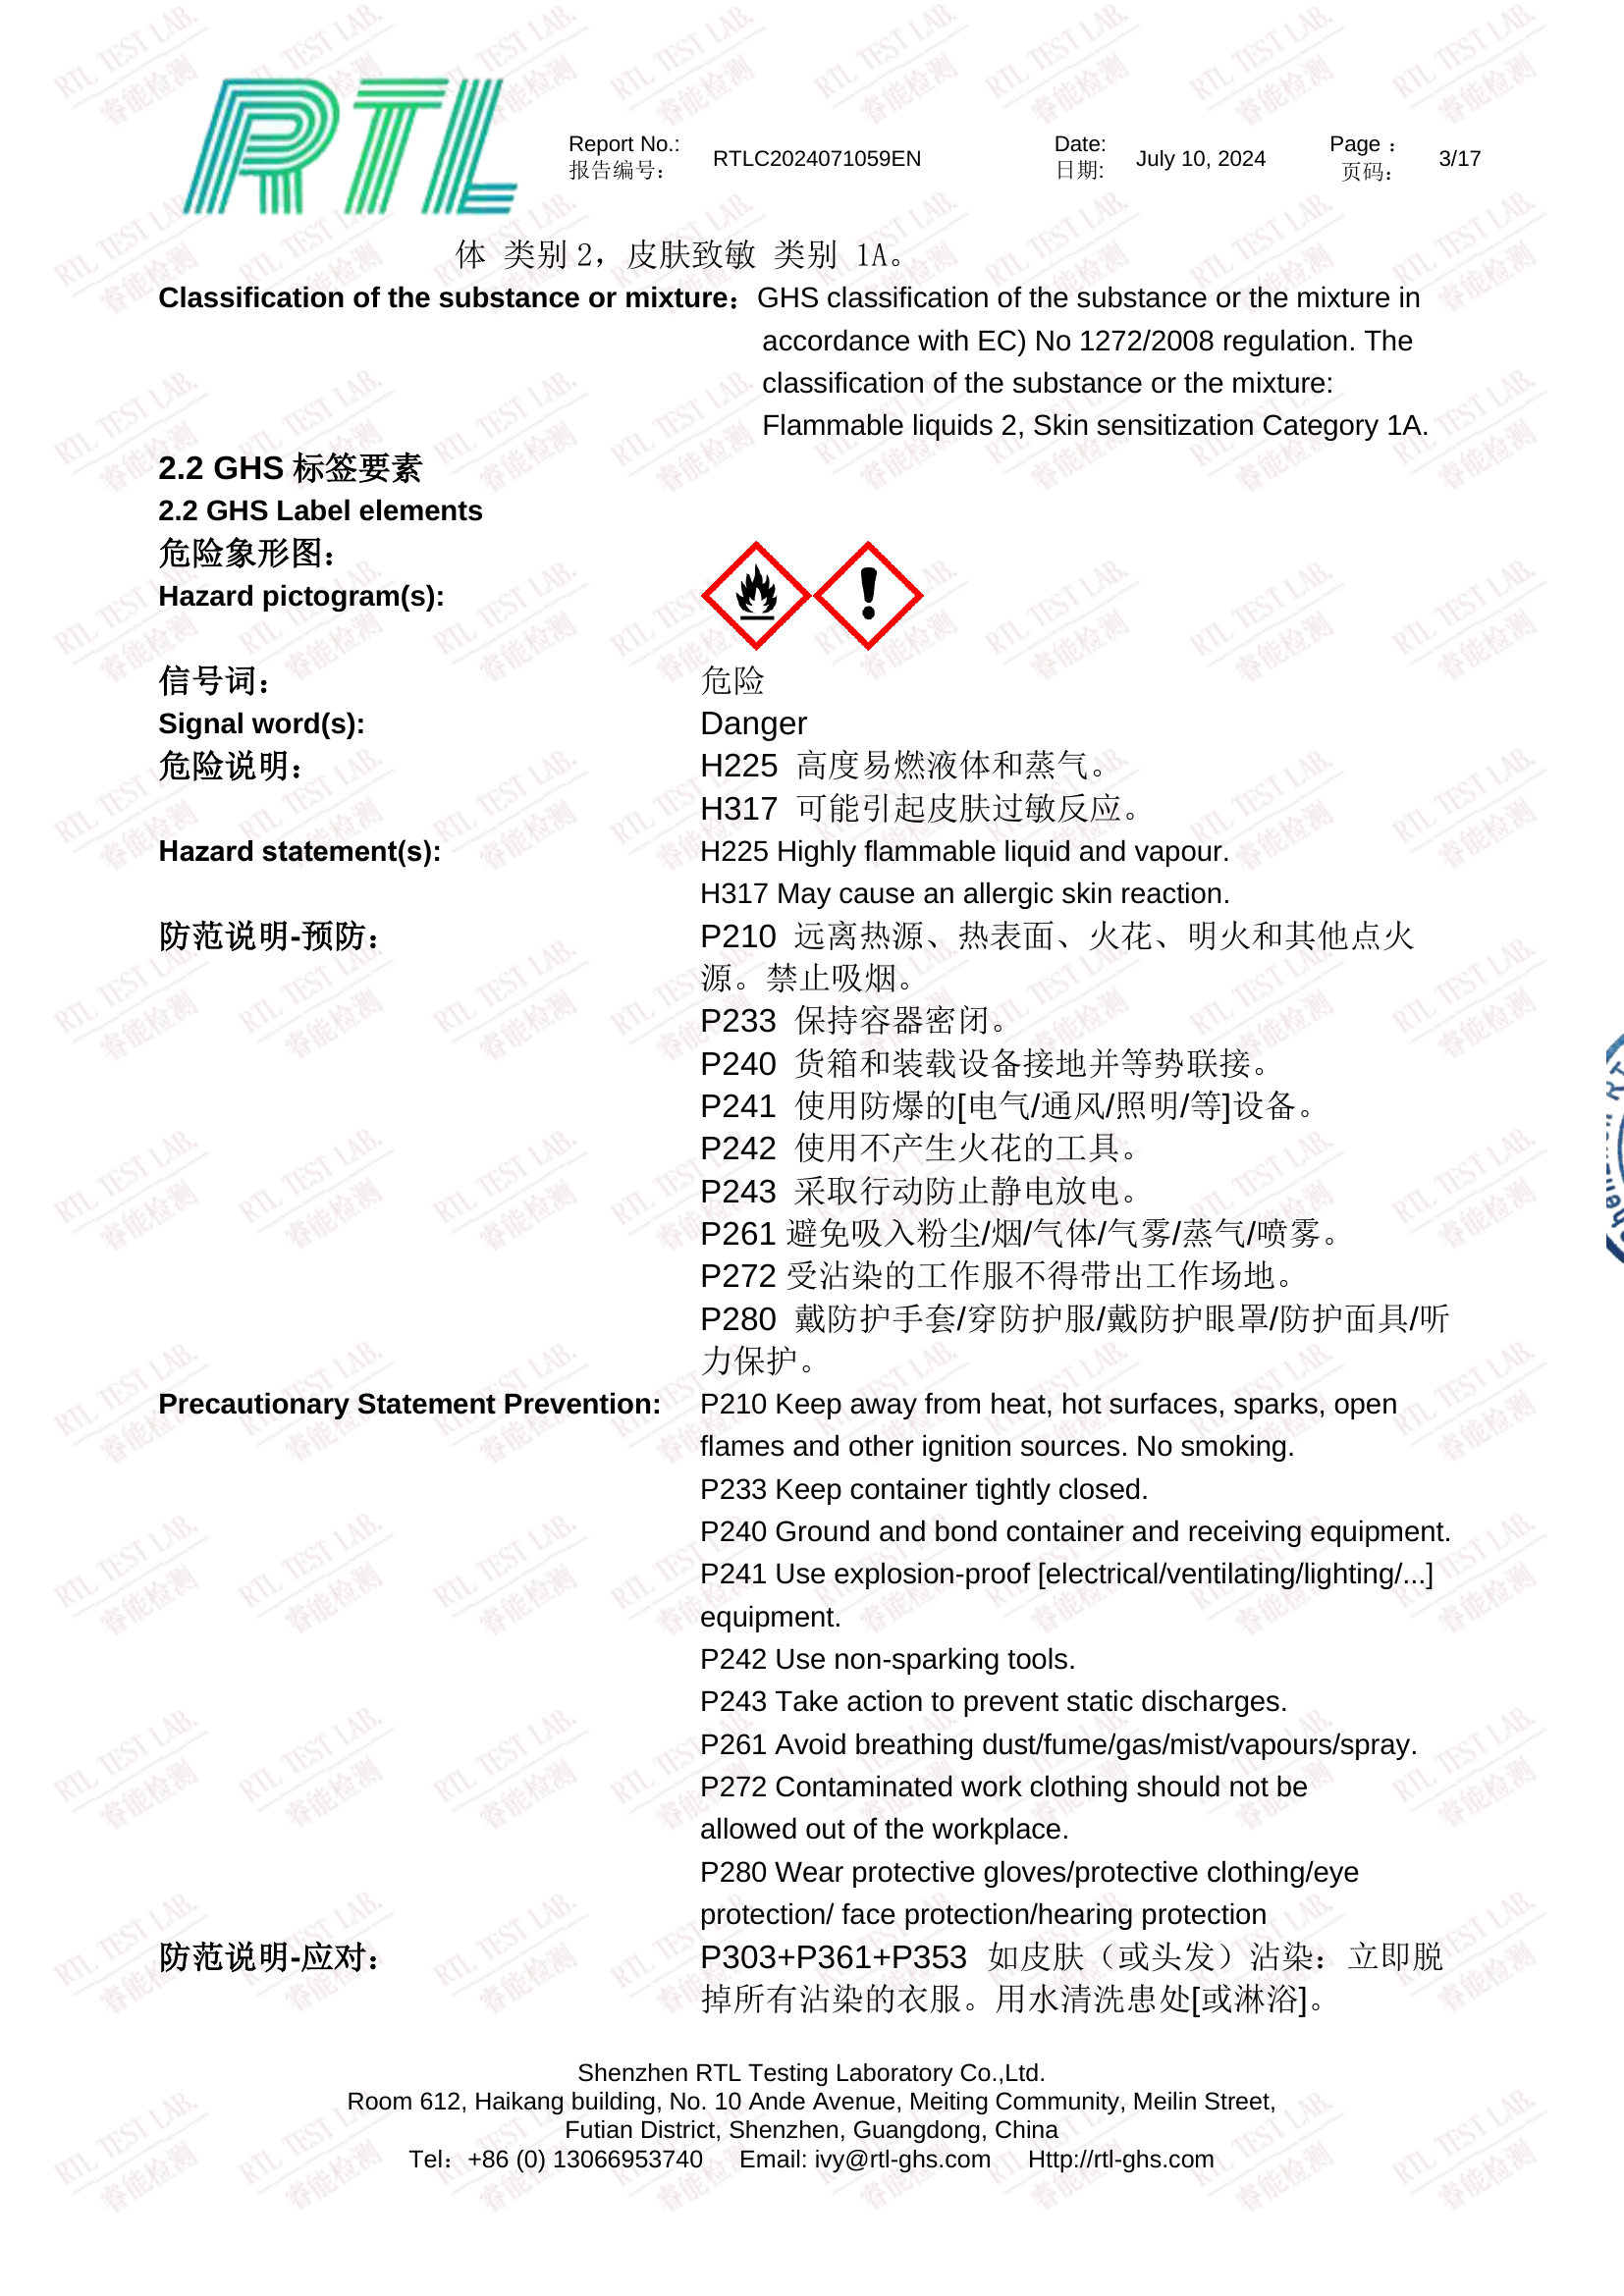 RTL
Report No.:
报告编号：
RTLC2024071059EN
Date:
日期:
July 10, 2024
Page：
页码：
3/17
体 类别 2，皮肤致敏 类别 1A。
Classification of the substance or mixture：GHS classification of the substance or the mixture in
accordance with EC) No 1272/2008 regulation. The
classification of the substance or the mixture:
Flammable liquids 2, Skin sensitization Category 1A.
2.2 GHS 标签要素
2.2 GHS Label elements
危险象形图：
Hazard pictogram(s):
信号词： 危险
Signal word(s): Danger
危险说明： H225 高度易燃液体和蒸气。
H317 可能引起皮肤过敏反应。
Hazard statement(s): H225 Highly flammable liquid and vapour.
H317 May cause an allergic skin reaction.
防范说明-预防： P210 远离热源、热表面、火花、明火和其他点火
源。禁止吸烟。
P233 保持容器密闭。
P240 货箱和装载设备接地并等势联接。
P241 使用防爆的[电气/通风/照明/等]设备。
P242 使用不产生火花的工具。
P243 采取行动防止静电放电。
P261 避免吸入粉尘/烟/气体/气雾/蒸气/喷雾。
P272 受沾染的工作服不得带出工作场地。
P280 戴防护手套/穿防护服/戴防护眼罩/防护面具/听
力保护。
Precautionary Statement Prevention: P210 Keep away from heat, hot surfaces, sparks, open
flames and other ignition sources. No smoking.
P233 Keep container tightly closed.
P240 Ground and bond container and receiving equipment.
P241 Use explosion-proof [electrical/ventilating/lighting/...]
equipment.
P242 Use non-sparking tools.
P243 Take action to prevent static discharges.
P261 Avoid breathing dust/fume/gas/mist/vapours/spray.
P272 Contaminated work clothing should not be
allowed out of the workplace.
P280 Wear protective gloves/protective clothing/eye
protection/ face protection/hearing protection
防范说明-应对： P303+P361+P353 如皮肤（或头发）沾染：立即脱
掉所有沾染的衣服。用水清洗患处[或淋浴]。
Shenzhen RTL Testing Laboratory Co.,Ltd.
Room 612, Haikang building, No. 10 Ande Avenue, Meiting Community, Meilin Street,
Futian District, Shenzhen, Guangdong, China
Tel：+86 (0) 13066953740 Email: ivy@rtl-ghs.com Http://rtl-ghs.com
RTL TEST LAB.
睿能检测